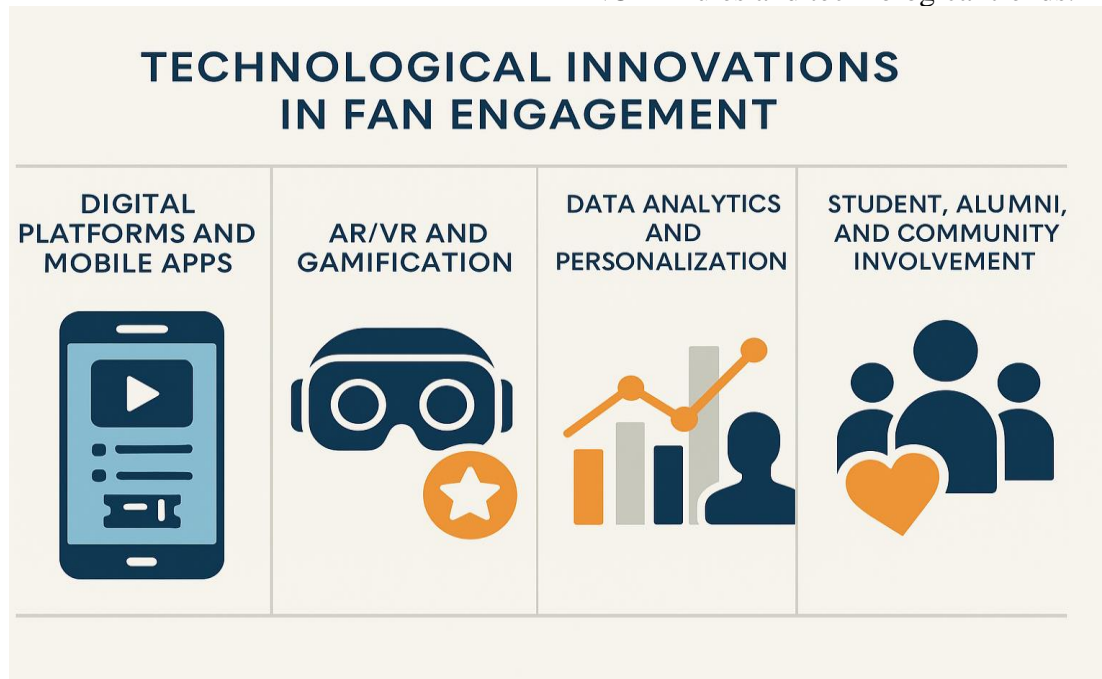 TECHNOLOGICAL INNOVATIONS
IN FAN ENGAGEMENT
DIGITAL
PLATFORMS AND
MOBILE APPS
AR/VR AND
GAMIFICATION
DATA ANALYTICS
AND
PERSONALIZATION
STUDENT, ALUMNI,
AND COMMUNITY
INVOLVEMENT